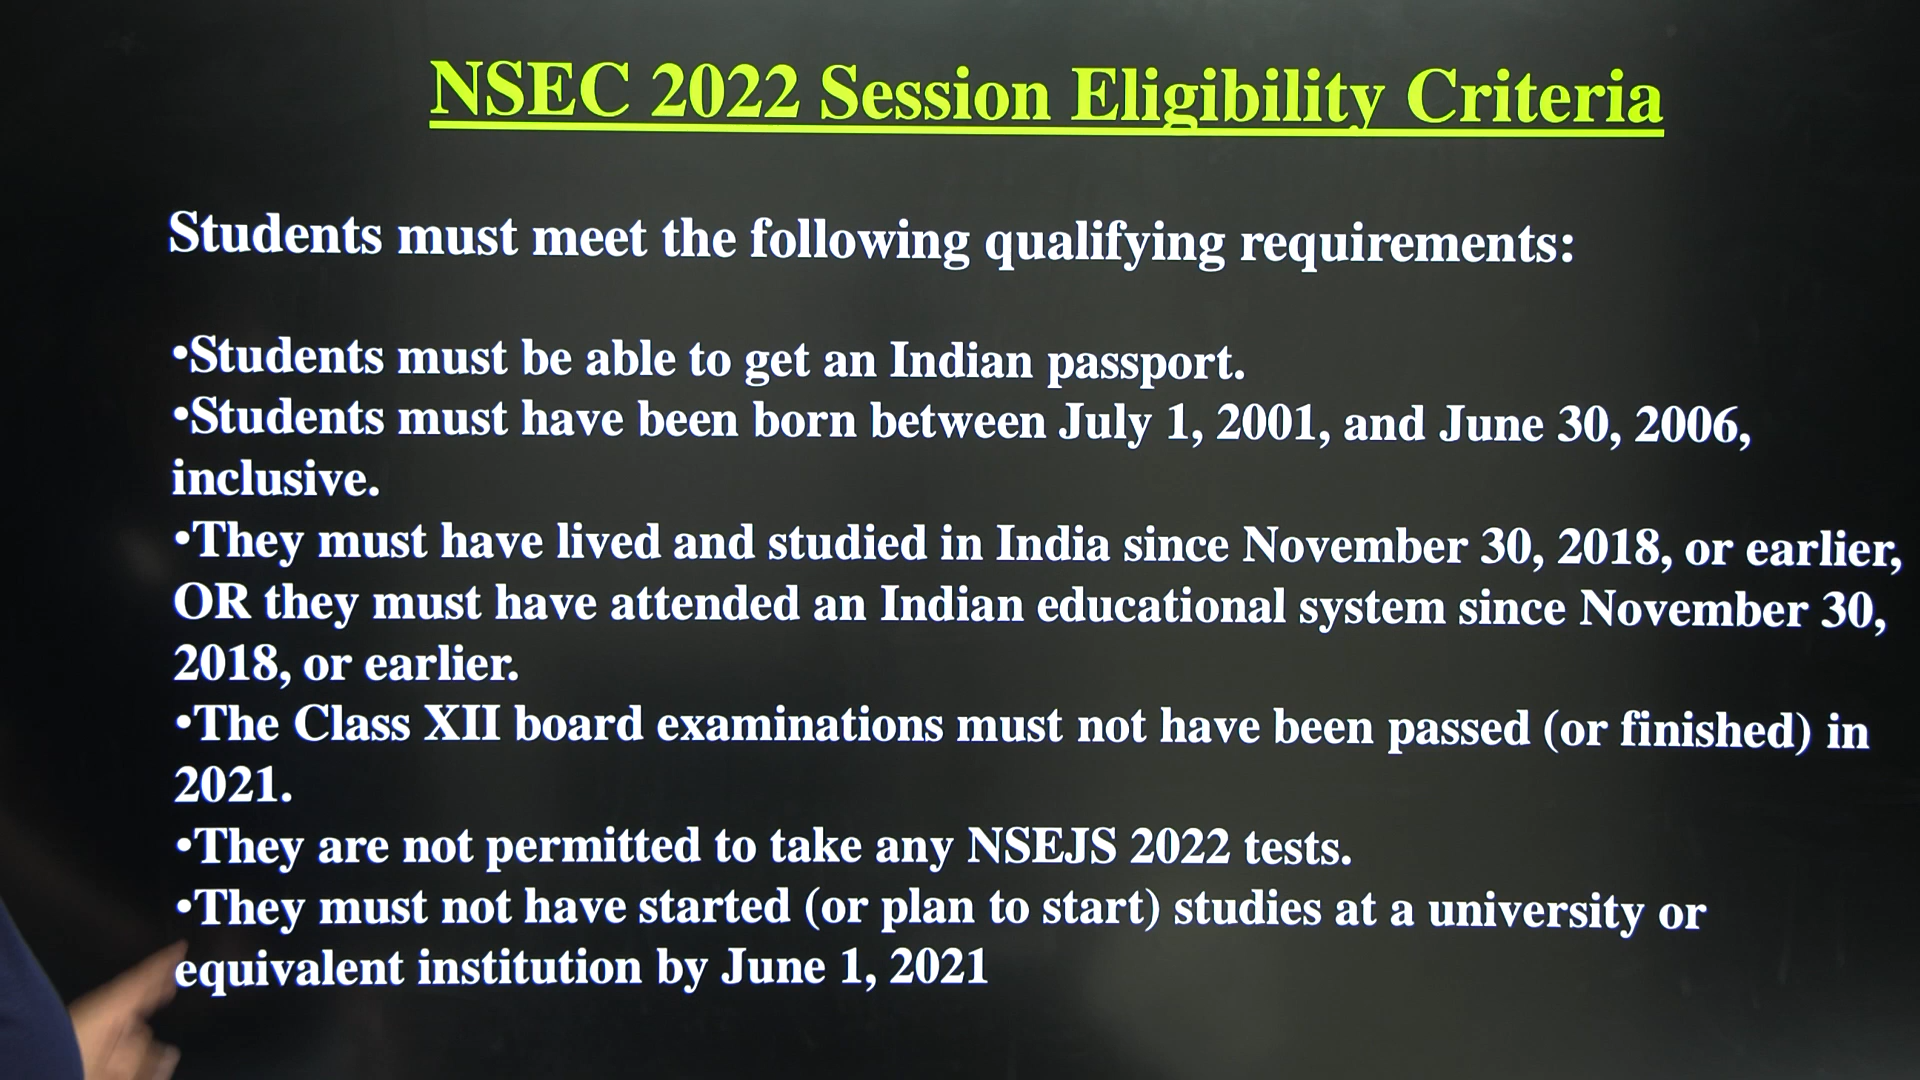 NSEC 2022 Session Eligibility Criteria
Students must meet the following qualifying requirements:
•Students must be able to get an Indian passport.
•Students must have been born between July 1, 2001, and June 30, 2006,
inclusive.
•They must have lived and studied in India since November 30, 2018, or earlier,
OR they must have attended an Indian educational system since November 30,
2018, or earlier.
•The Class XII board examinations must not have been passed (or finished) in
2021.
•They are not permitted to take any NSEJS 2022 tests.
•They must not have started (or plan to start) studies at a university or
equivalent institution by June 1, 2021